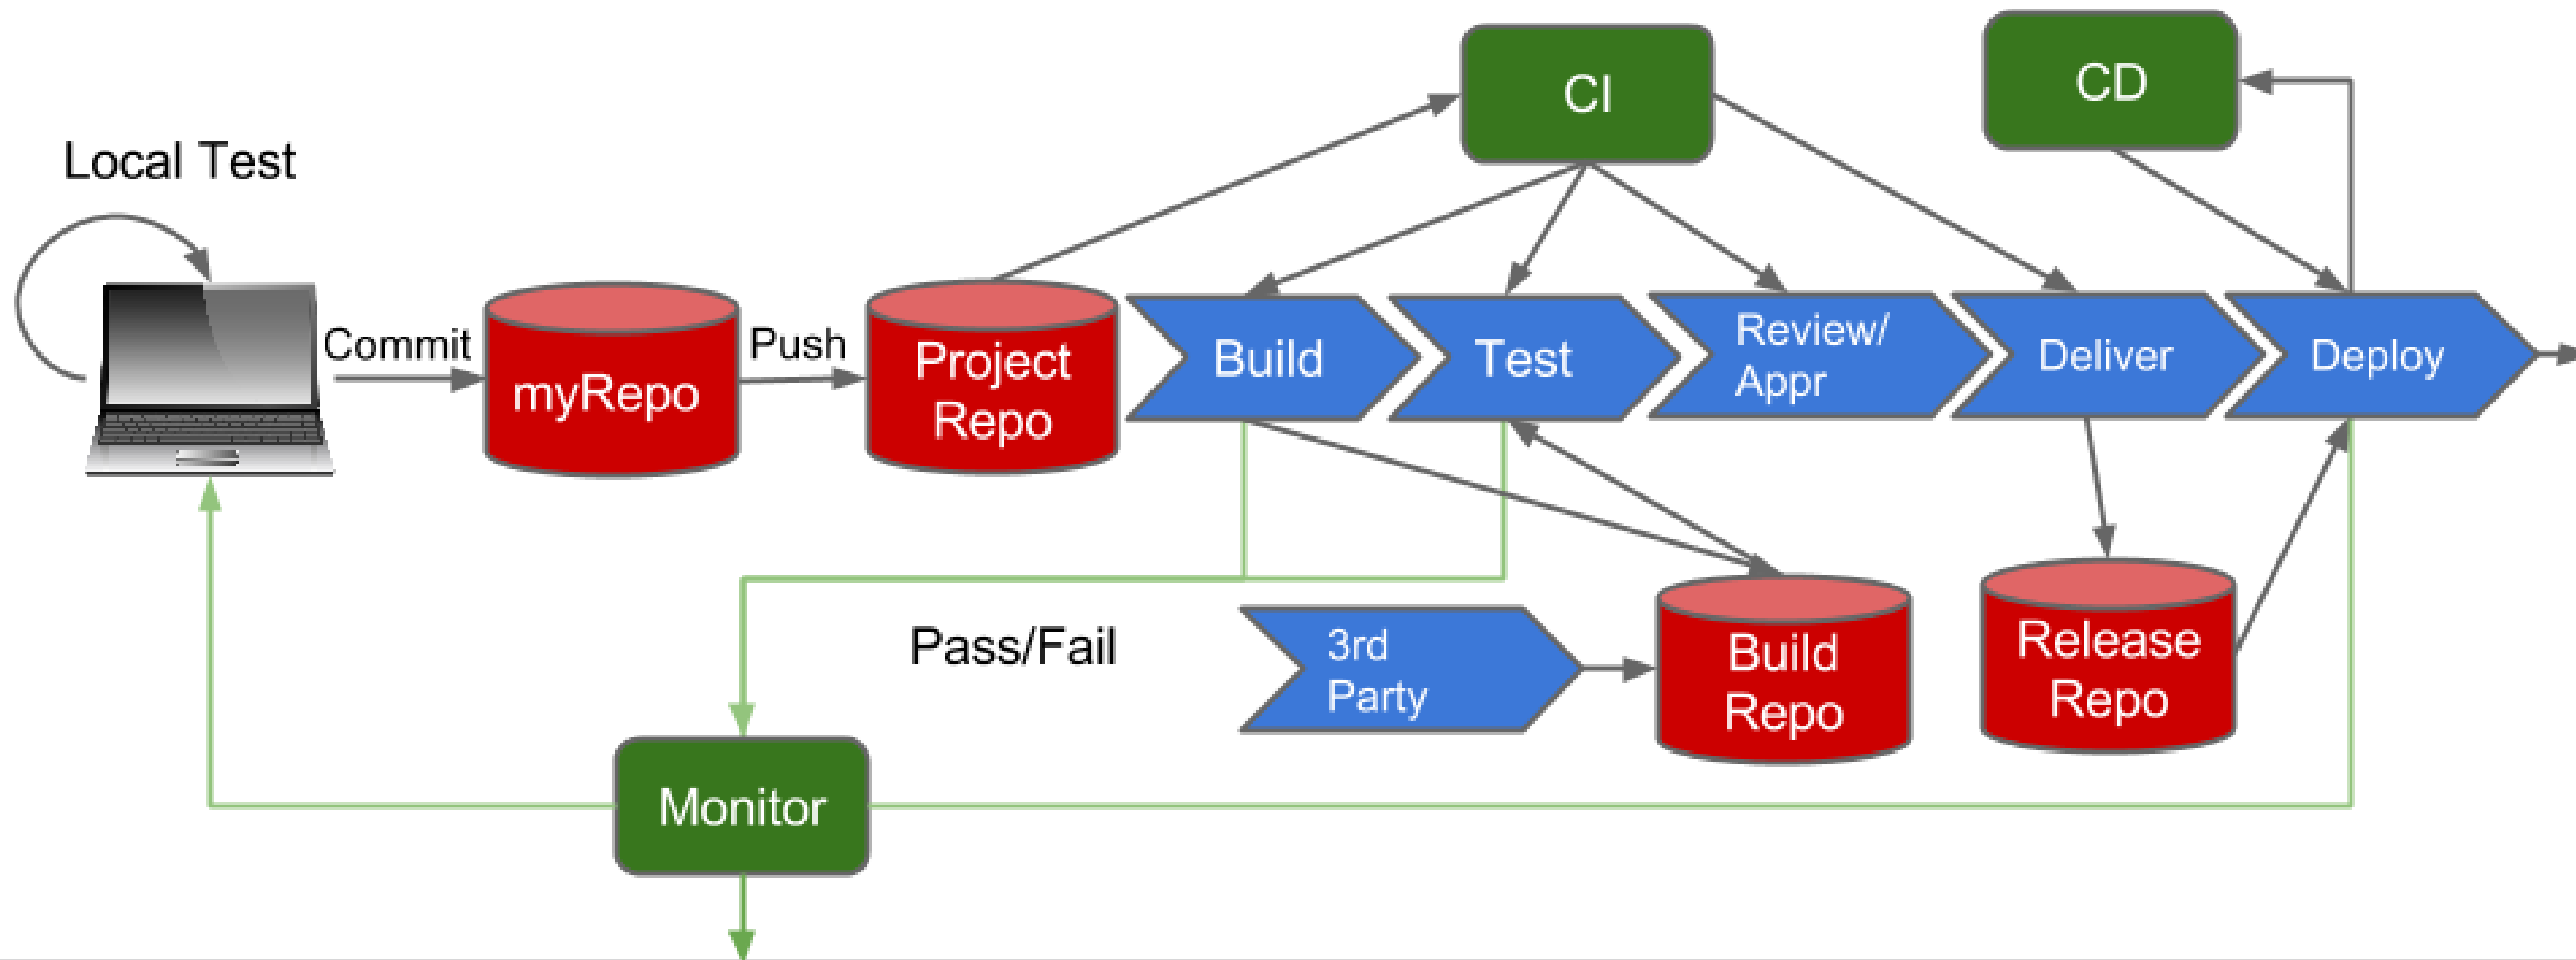 CI
CD
Local Test
Commit
myRepo
Push
Project
Repo
Build
Test
Review/
Appr
Deliver
Deploy
Pass/Fail
3rd
Party
Build
Repo
Release
Repo
Monitor